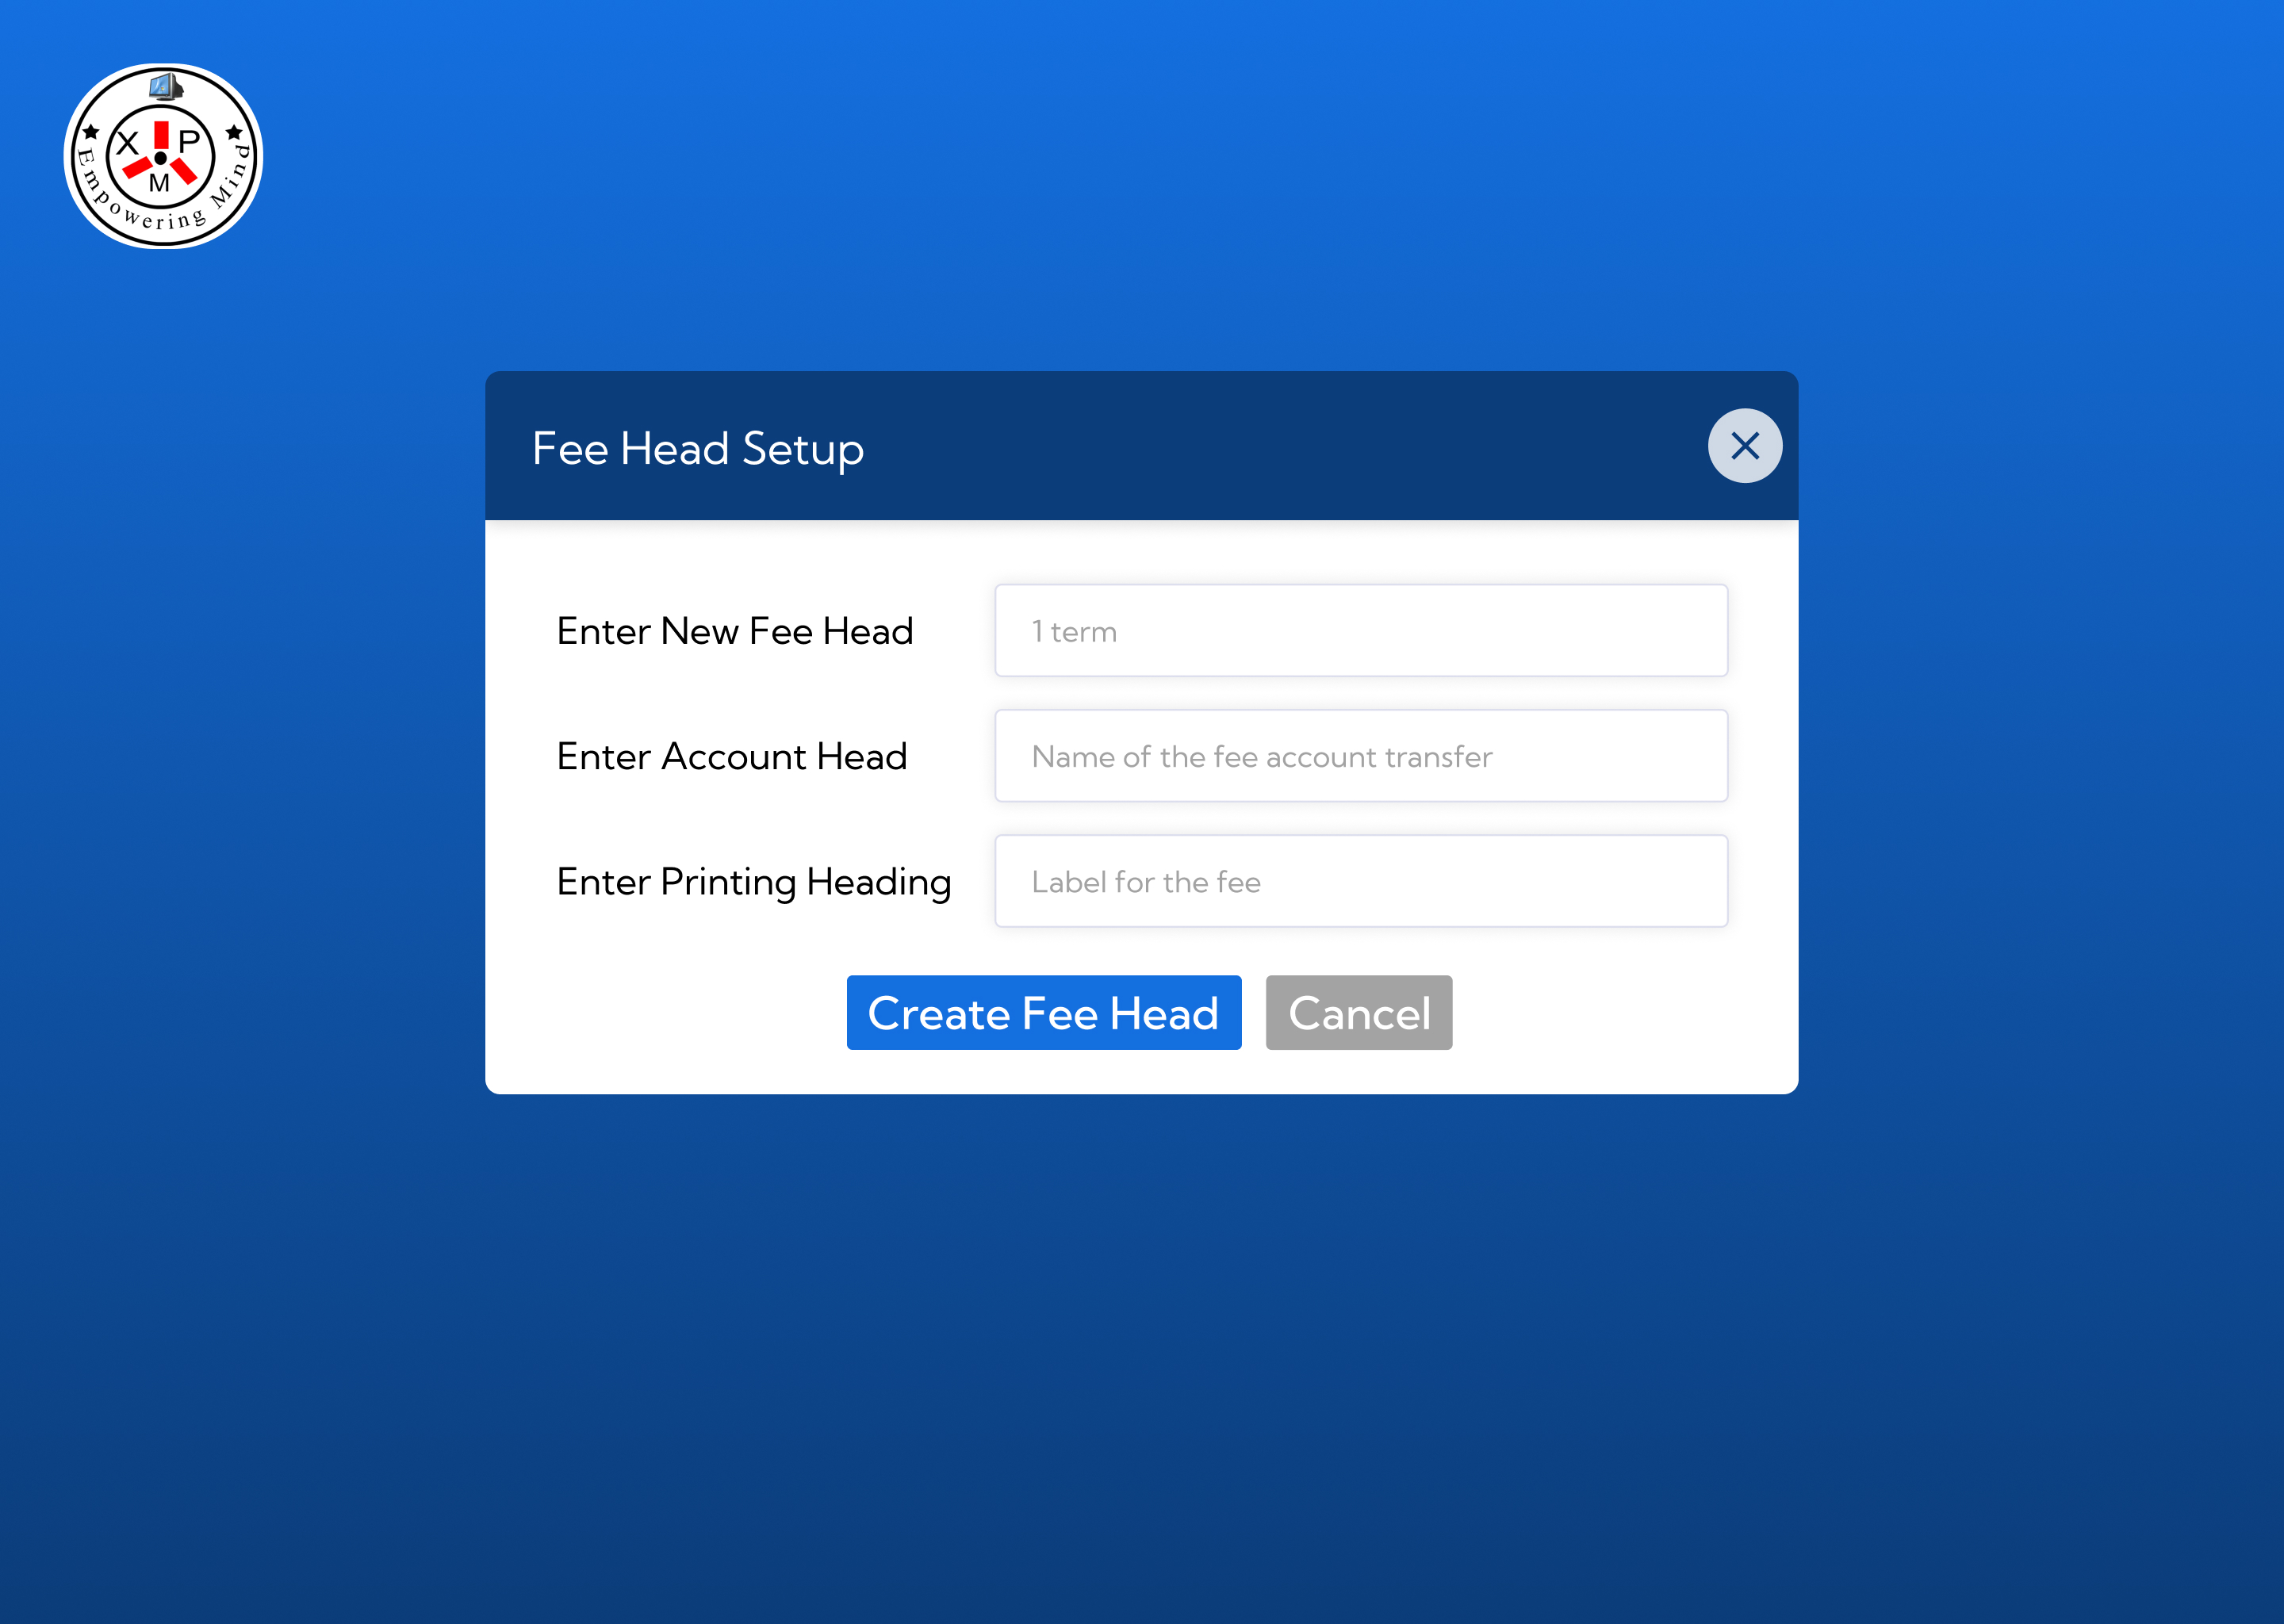 X P
M
Empowering Mind
Fee Head Setup
Enter New Fee Head
1 term
Enter Account Head
Name of the fee account transfer
Enter Printing Heading
Label for the fee
Create Fee Head
Cancel